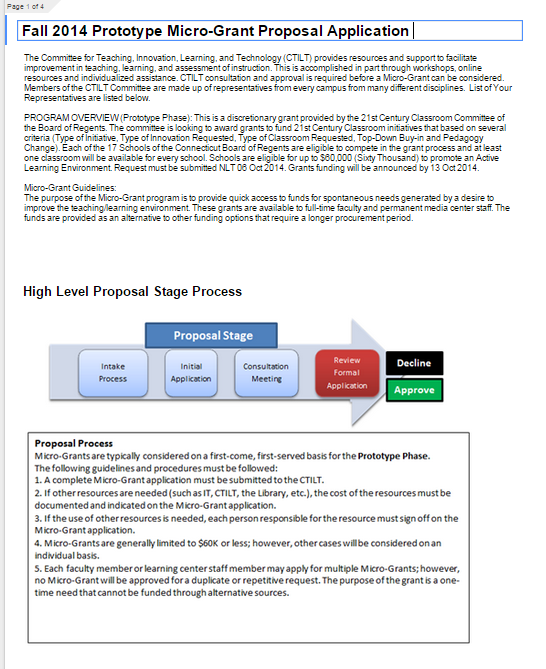 Page 1 of 4
Fall 2014 Prototype Micro-Grant Proposal Application
The Committee for Teaching, Innovation, Learning, and Technology (CTILT) provides resources and support to facilitate
improvement in teaching, learning, and assessment of instruction. This is accomplished in part through workshops, online
resources and individualized assistance. CTILT consultation and approval is required before a Micro-Grant can be considered.
Members of the CTILT Committee are made up of representatives from every campus from many different disciplines. List of Your
Representatives are listed below.
PROGRAM OVERVIEW (Prototype Phase): This is a discretionary grant provided by the 21st Century Classroom Committee of
the Board of Regents. The committee is looking to award grants to fund 21st Century Classroom initiatives that based on several
criteria (Type of Initiative, Type of Innovation Requested, Type of Classroom Requested, Top-Down Buy-in and Pedagogy
Change). Each of the 17 Schools of the Connecticut Board of Regents are eligible to compete in the grant process and at least
one classroom will be available for every school. Schools are eligible for up to $60,000 (Sixty Thousand) to promote an Active
Learning Environment. Request must be submitted NLT 06 Oct 2014. Grants funding will be announced by 13 Oct 2014.
Micro-Grant Guidelines:
The purpose of the Micro-Grant program is to provide quick access to funds for spontaneous needs generated by a desire to
improve the teaching/learning environment. These grants are available to full-time faculty and permanent media center staff. The
funds are provided as an alternative to other funding options that require a longer procurement period.
High Level Proposal Stage Process
Proposal Stage
Intake
Process
Initial
Application
Consultation
Meeting
Review
Formal
Application
Decline
Approve
Proposal Process
Micro-Grants are typically considered on a first-come, first-served basis for the Prototype Phase.
The following guidelines and procedures must be followed:
1. A complete Micro-Grant application must be submitted to the CTILT.
2. If other resources are needed (such as IT, CTILT, the Library, etc.), the cost of the resources must be
documented and indicated on the Micro-Grant application.
3. If the use of other resources is needed, each person responsible for the resource must sign off on the
Micro-Grant application.
4. Micro-Grants are generally limited to $60K or less; however, other cases will be considered on an
individual basis.
5. Each faculty member or learning center staff member may apply for multiple Micro-Grants; however,
no Micro-Grant will be approved for a duplicate or repetitive request. The purpose of the grant is a one-
time need that cannot be funded through alternative sources.